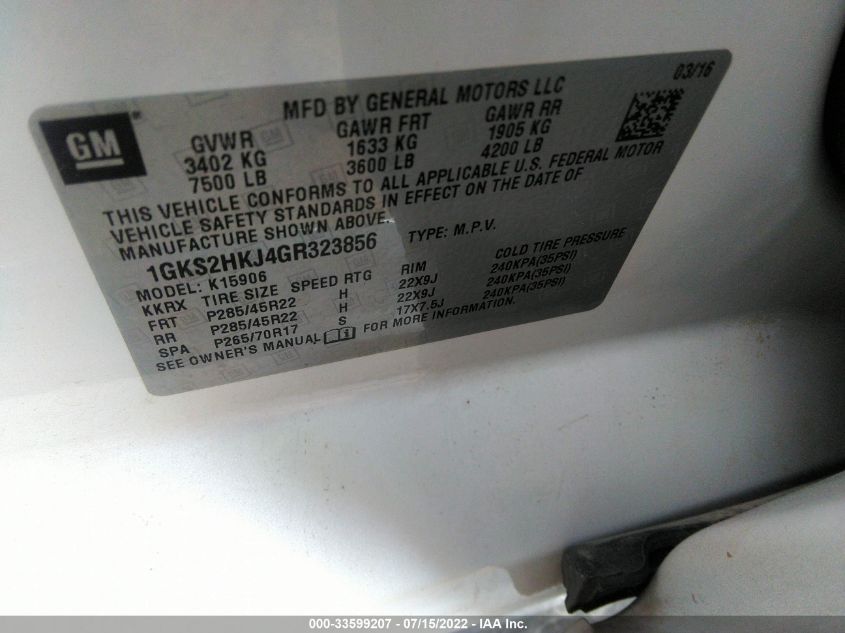 03/16
MFD BY GENERAL MOTORS LLC
GM
GVWR GAWR FRT GAWR RR
3402 KG 1633 KG 1905 KG
7500 LB 3600 LB 4200 LB
THIS VEHICLE CONFORMS TO ALL APPLICABLE U.S. FEDERAL MOTOR
VEHICLE SAFETY STANDARDS IN EFFECT ON THE DATE OF
MANUFACTURE SHOWN ABOVE.
1GKS2HKJ4GR323856 TYPE: M.P.V.
MODEL: K15906
KKRX TIRE SIZE SPEED RTG RIM COLD TIRE PRESSURE
FRT P285/45R22 H 22X9J 240KPA(35PSI)
RR P285/45R22 H 22X9J 240KPA(35PSI)
SPA P265/70R17 S 17X7.5J 240KPA(35PSI)
SEE OWNER'S MANUAL FOR MORE INFORMATION.
000-33599207 - 07/15/2022 - IAA Inc.